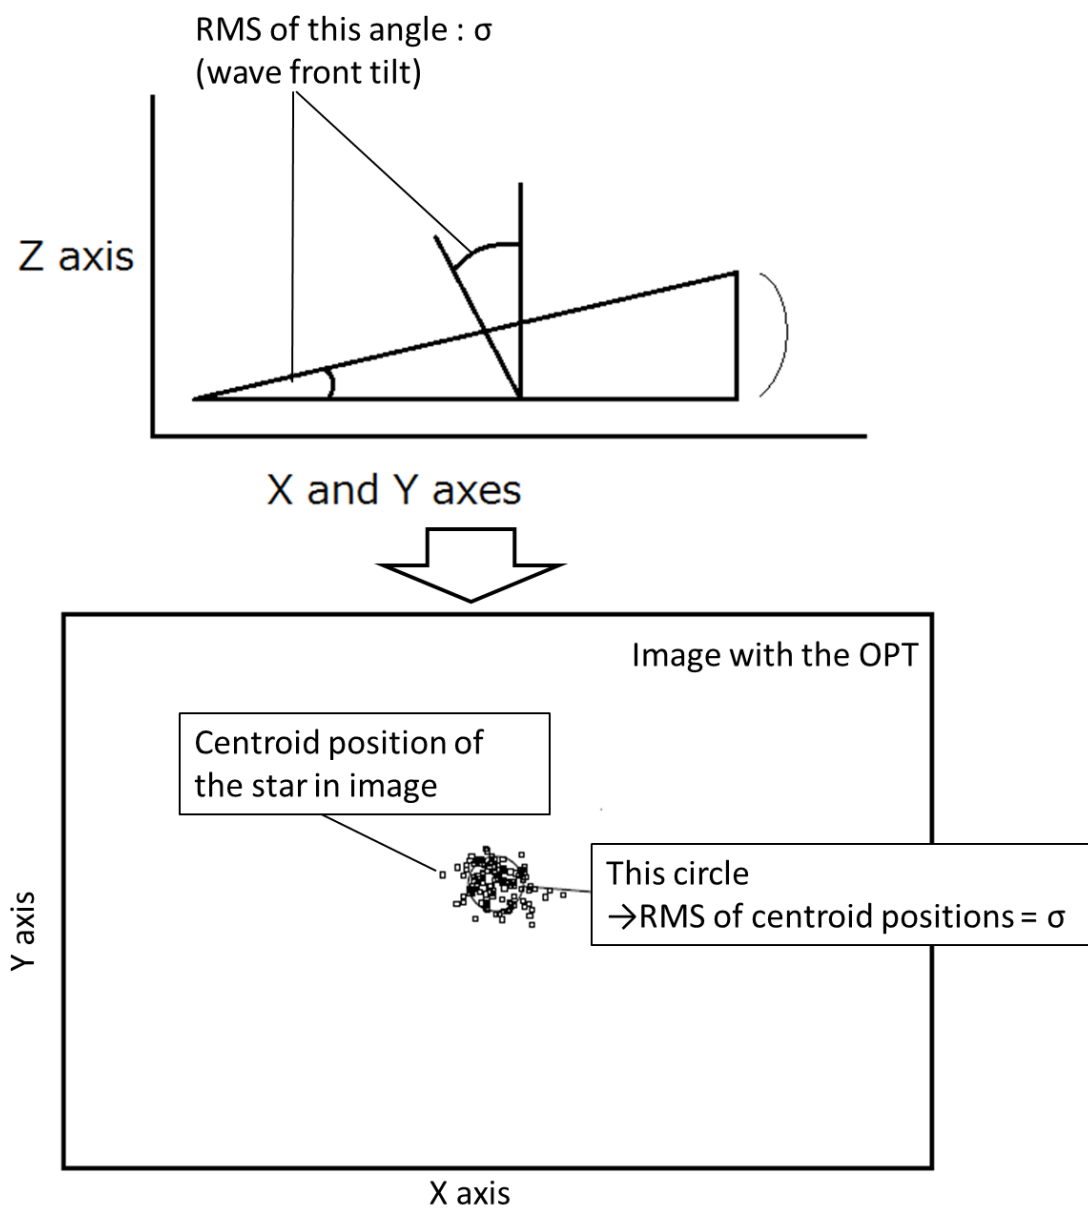 RMS of this angle : σ
(wave front tilt)
Z axis
X and Y axes
Image with the OPT
Centroid position of
the star in image
This circle
→RMS of centroid positions = σ
Y axis
X axis